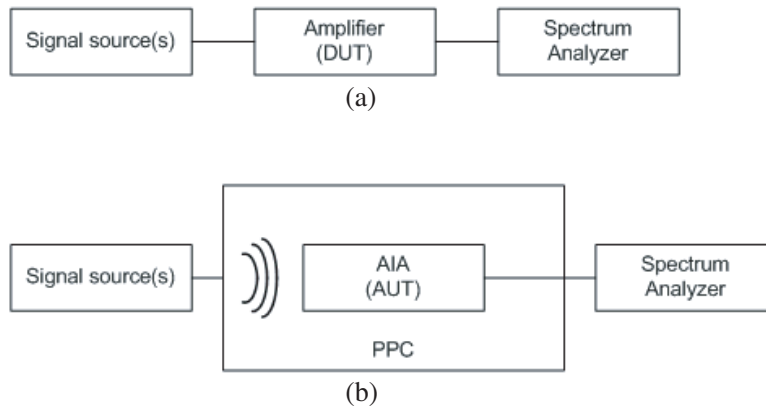 Signal source(s)
Amplifier
(DUT)
Spectrum
Analyzer
(a)
Signal source(s)
AIA
(AUT)
Spectrum
Analyzer
PPC
(b)